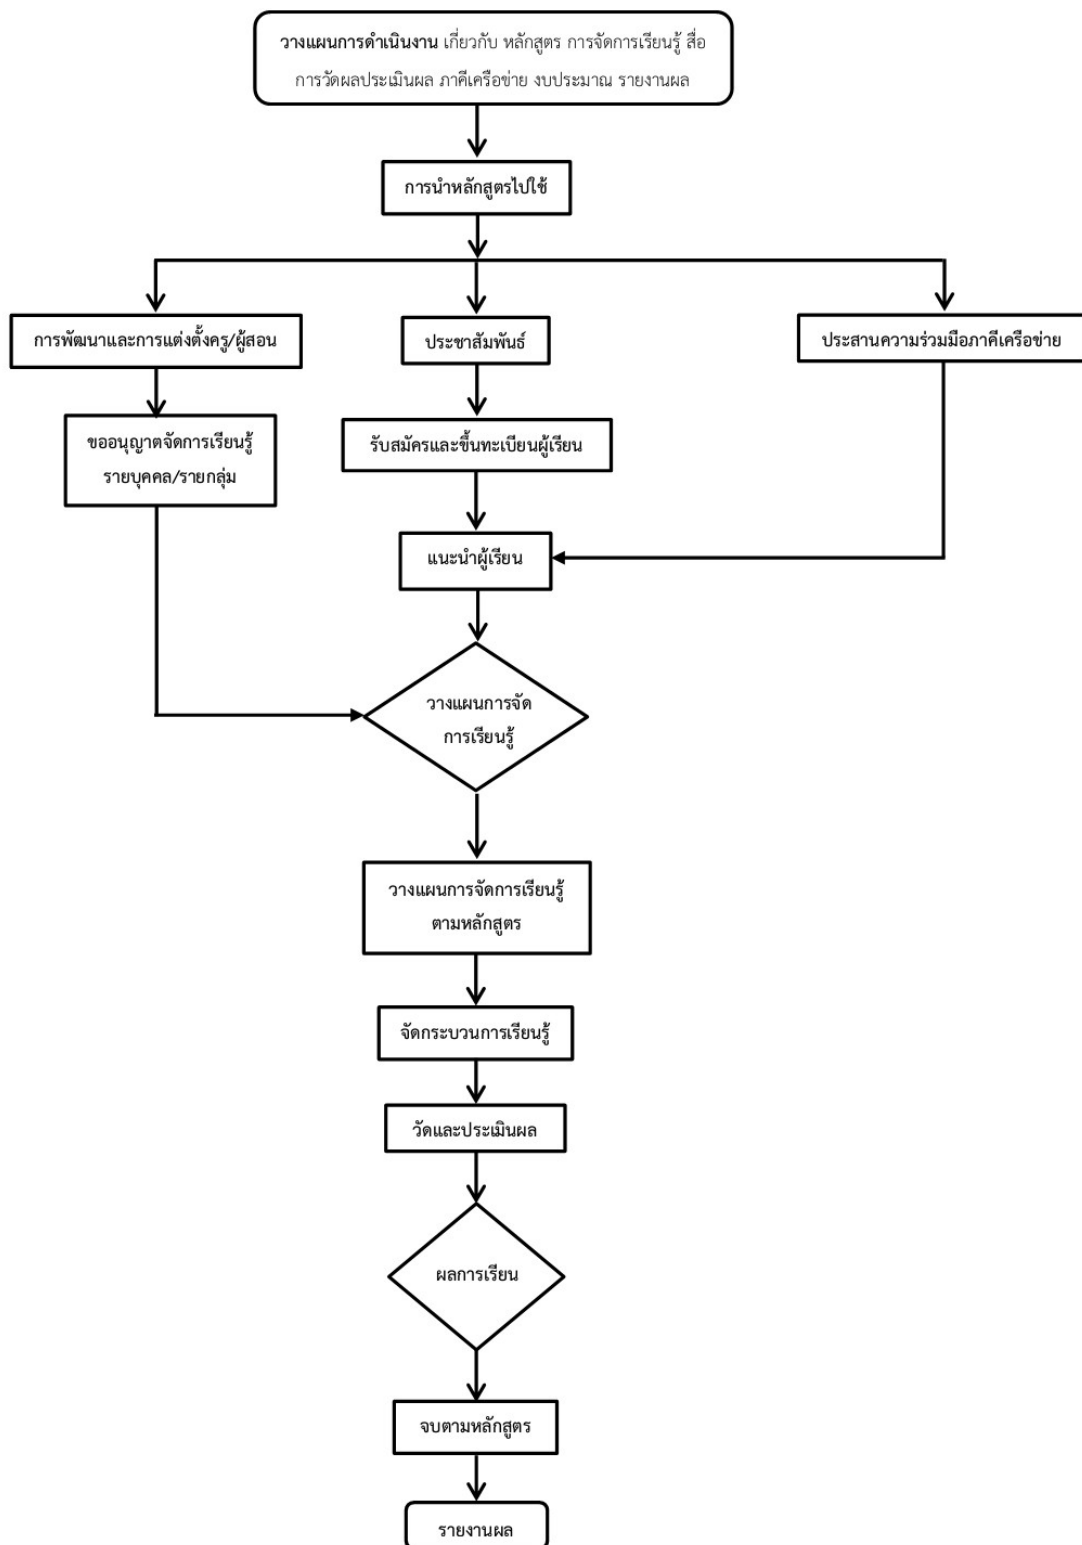 วางแผนการดำเนินงาน เกี่ยวกับ หลักสูตร การจัดการเรียนรู้ สื่อ
การวัดผลประเมินผล ภาคีเครือข่าย งบประมาณ รายงานผล
การนำหลักสูตรไปใช้
การพัฒนาและการแต่งตั้งครู/ผู้สอน
ประชาสัมพันธ์
ประสานความร่วมมือภาคีเครือข่าย
ขออนุญาตจัดการเรียนรู้
รายบุคคล/รายกลุ่ม
รับสมัครและขึ้นทะเบียนผู้เรียน
แนะนำผู้เรียน
วางแผนการจัด
การเรียนรู้
วางแผนการจัดการเรียนรู้
ตามหลักสูตร
จัดกระบวนการเรียนรู้
วัดและประเมินผล
ผลการเรียน
จบตามหลักสูตร
รายงานผล